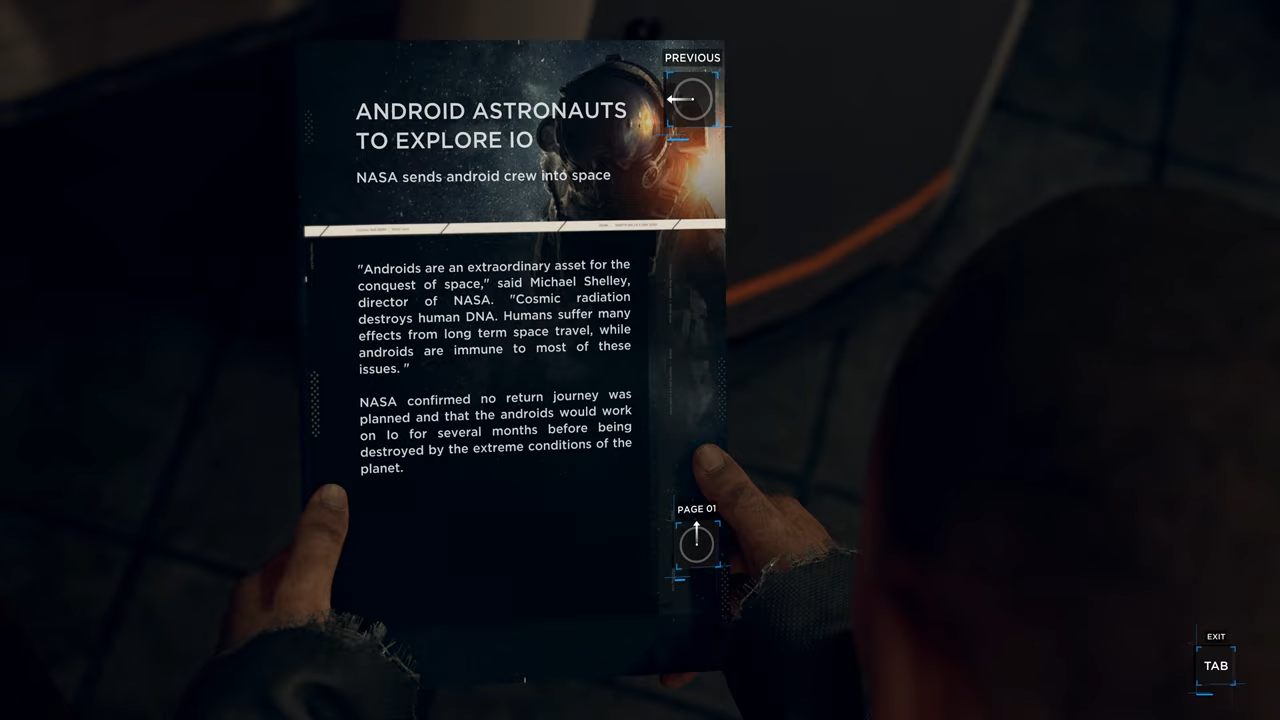 PREVIOUS
ANDROID ASTRONAUTS
TO EXPLORE IO
NASA sends android crew into space
"Androids are an extraordinary asset for the
conquest of space," said Michael Shelley,
director of NASA. "Cosmic radiation
destroys human DNA. Humans suffer many
effects from long term space travel, while
androids are immune to most of these
issues. "
NASA confirmed no return journey was
planned and that the androids would work
on Io for several months before being
destroyed by the extreme conditions of the
planet.
PAGE 01
EXIT
TAB